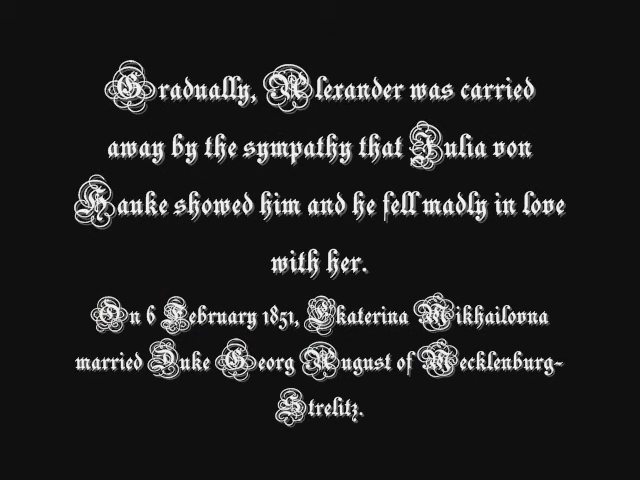 Gradually, Alexander was carried
away by the sympathy that Julia von
Hauke showed him and he fell madly in love
with her.
On 6 February 1851, Ekaterina Mikhailovna
married Duke Georg August of Mecklenburg-
Strelitz.